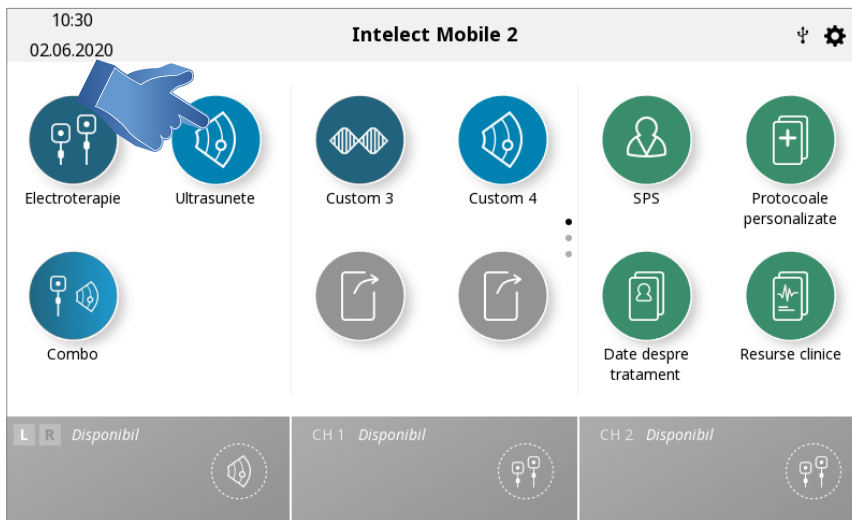 10:30
02.06.2020
Intelect Mobile 2
Electroterapie
Ultrasunete
Custom 3
Custom 4
SPS
Protocoale
personalizate
Combo
Date despre
tratament
Resurse clinice
L R Disponibil
CH 1 Disponibil
CH 2 Disponibil